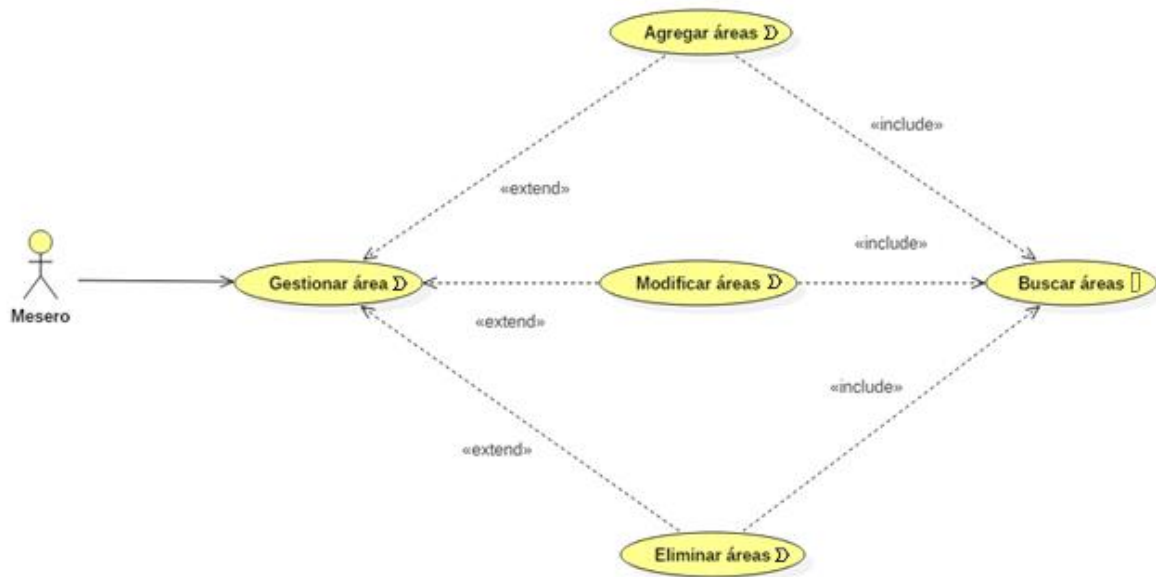 Agregar áreas
«include»
«extend»
«include»
Mesero
Gestionar área
Modificar áreas
Buscar áreas
«extend»
«include»
«extend»
Eliminar áreas